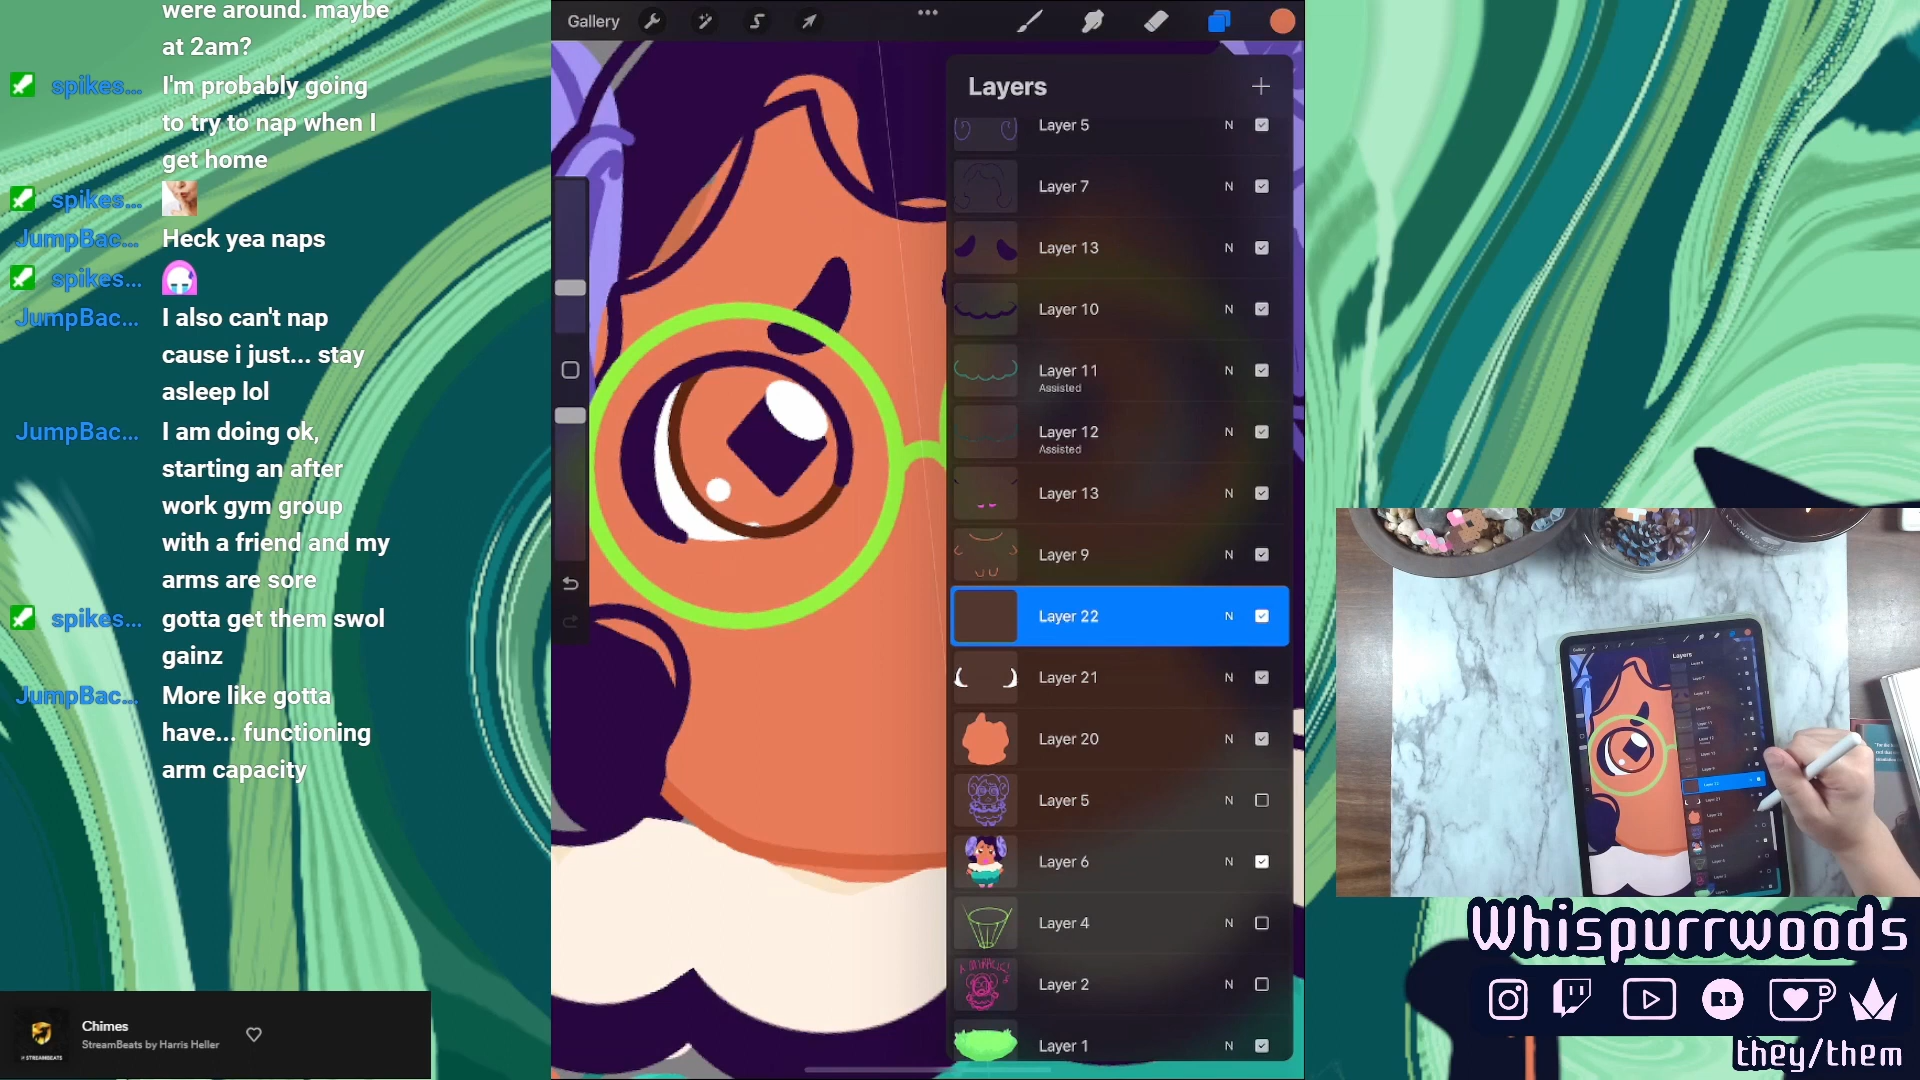 were around. maybe
at 2am?
spikes... I'm probably going
to try to nap when I
get home
spikes...
JumpBac... Heck yea naps
spikes...
JumpBac... I also can't nap
cause i just... stay
asleep lol
JumpBac... I am doing ok,
starting an after
work gym group
with a friend and my
arms are sore
spikes... gotta get them swol
gainz
JumpBac... More like gotta
have... functioning
arm capacity
Chimes
StreamBeats by Harris Heller
STREAMBEATS
Gallery
Layers
Layer 5 N
Layer 7 N
Layer 13 N
Layer 10 N
Layer 11 N
Assisted
Layer 12 N
Assisted
Layer 13 N
Layer 9 N
Layer 22 N
Layer 21 N
Layer 20 N
Layer 5 N
Layer 6 N
Layer 4 N
Layer 2 N
Layer 1 N
Whispurrwoods
RB
they/them